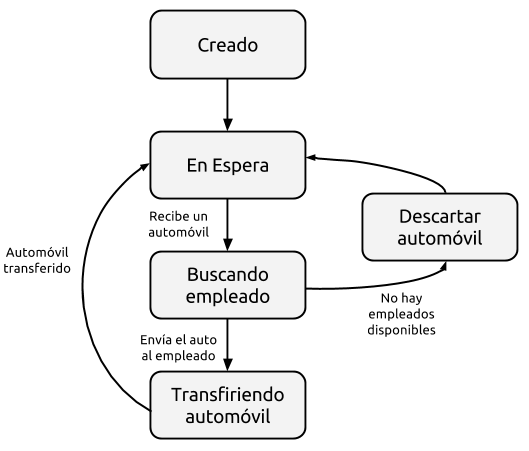 Creado
En Espera
Recibe un
automóvil
Descartar
automóvil
Automóvil
transferido
Buscando
empleado
No hay
empleados
disponibles
Envía el auto
al empleado
Transfiriendo
automóvil